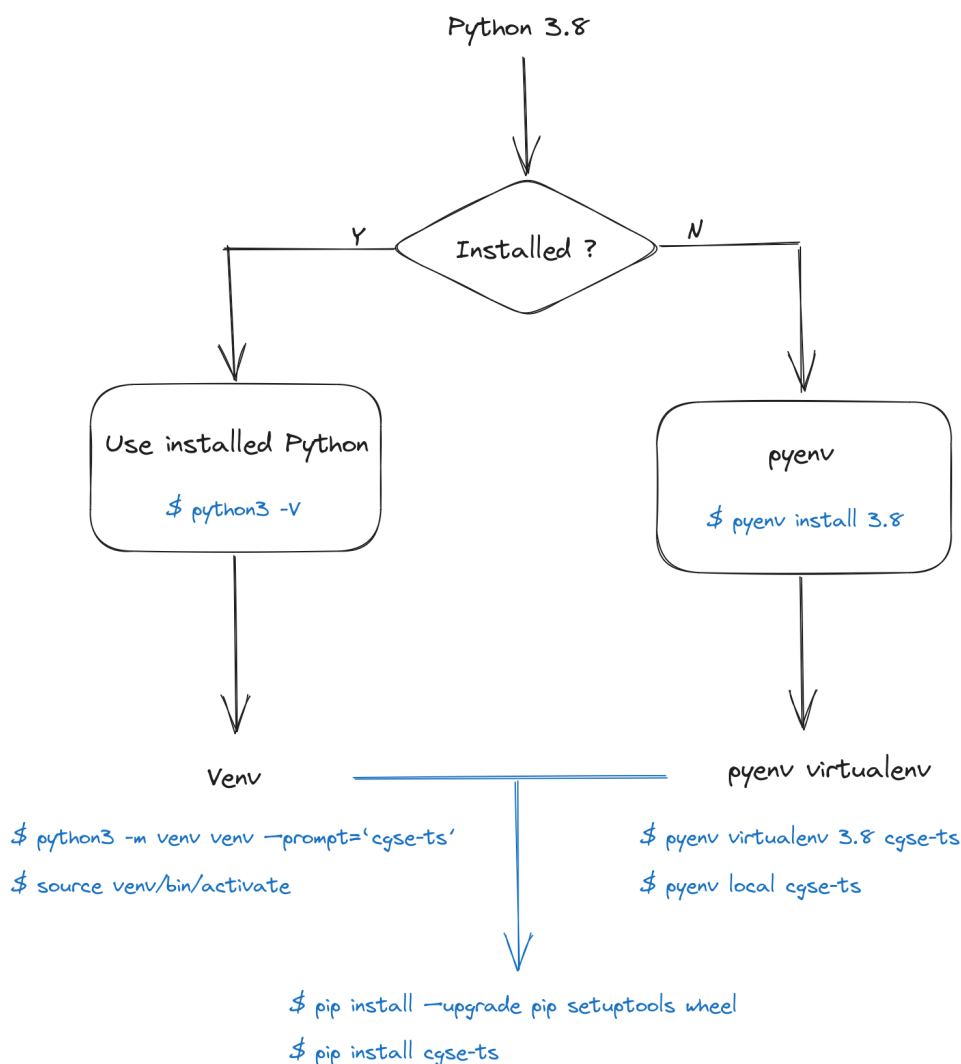 Python 3.8
Installed ?
Y
N
Use installed Python
$ python3 -V
pyenv
$ pyenv install 3.8
Venv
$ python3 -m venv venv —prompt='cgse-ts'
$ source venv/bin/activate
pyenv virtualenv
$ pyenv virtualenv 3.8 cgse-ts
$ pyenv local cgse-ts
$ pip install —upgrade pip setuptools wheel
$ pip install cgse-ts